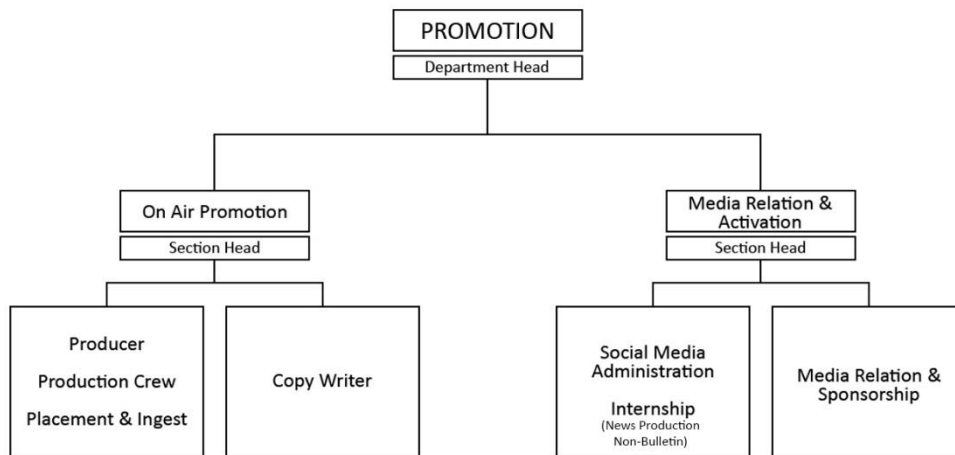 PROMOTION
Department Head
On Air Promotion
Section Head
Media Relation &
Activation
Section Head
Producer
Production Crew
Placement & Ingest
Copy Writer
Social Media
Administration
Internship
(News Production
Non-Bulletin)
Media Relation &
Sponsorship